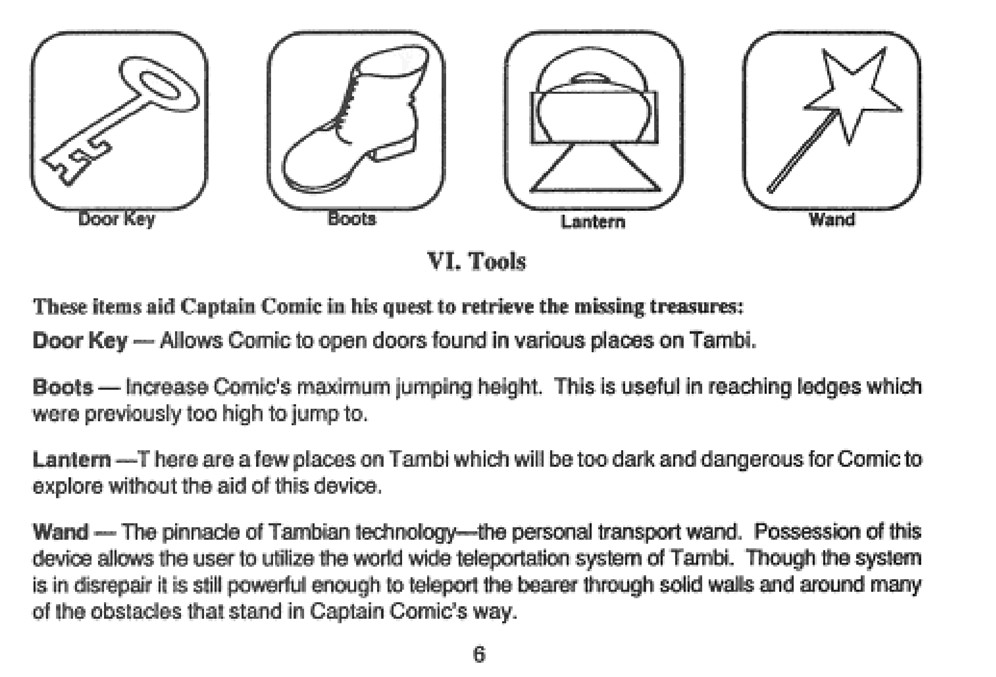 Door Key Boots Lantern Wand
VI. Tools
These items aid Captain Comic in his quest to retrieve the missing treasures:
Door Key — Allows Comic to open doors found in various places on Tambi.
Boots — Increase Comic's maximum jumping height. This is useful in reaching ledges which
were previously too high to jump to.
Lantern —T here are a few places on Tambi which will be too dark and dangerous for Comic to
explore without the aid of this device.
Wand — The pinnacle of Tambian technology—the personal transport wand. Possession of this
device allows the user to utilize the world wide teleportation system of Tambi. Though the system
is in disrepair it is still powerful enough to teleport the bearer through solid walls and around many
of the obstacles that stand in Captain Comic's way.
6